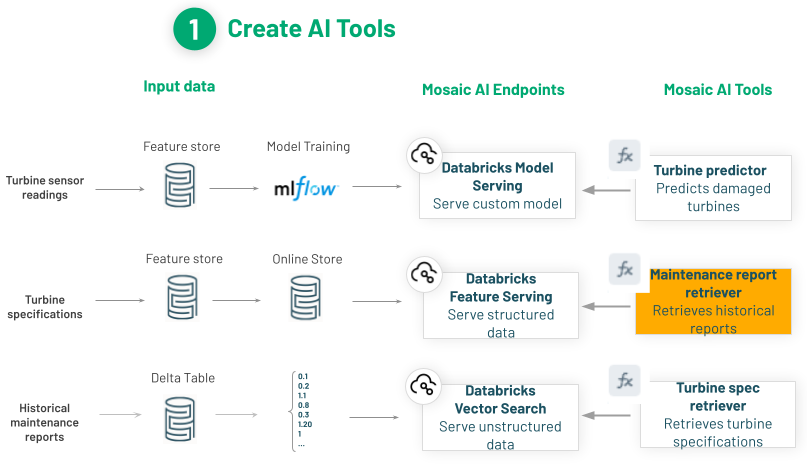 1 Create AI Tools
Input data
Mosaic AI Endpoints
Mosaic AI Tools
Turbine sensor
readings
Feature store
Model Training
mlflow™
Databricks Model
Serving
Serve custom model
fx
Turbine predictor
Predicts damaged
turbines
Turbine
specifications
Feature store
Online Store
Databricks
Feature Serving
Serve structured
data
fx
Maintenance report
retriever
Retrieves historical
reports
Historical
maintenance
reports
Delta Table
0.1
0.2
1.1
0.8
0.3
1.20
1
...
Databricks
Vector Search
Serve unstructured
data
fx
Turbine spec
retriever
Retrieves turbine
specifications